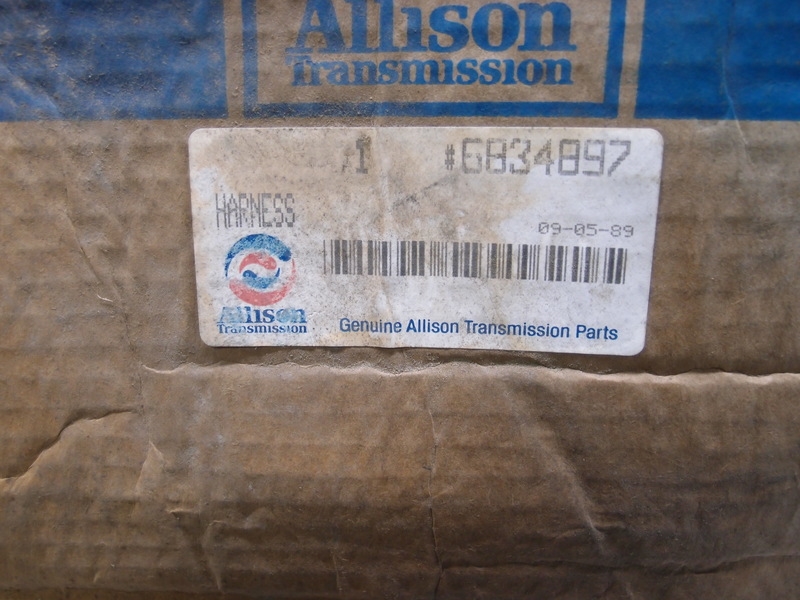 Allison
Transmission
1 #6834897
HARNESS
09-05-89
Allison
Transmission
Genuine Allison Transmission Parts